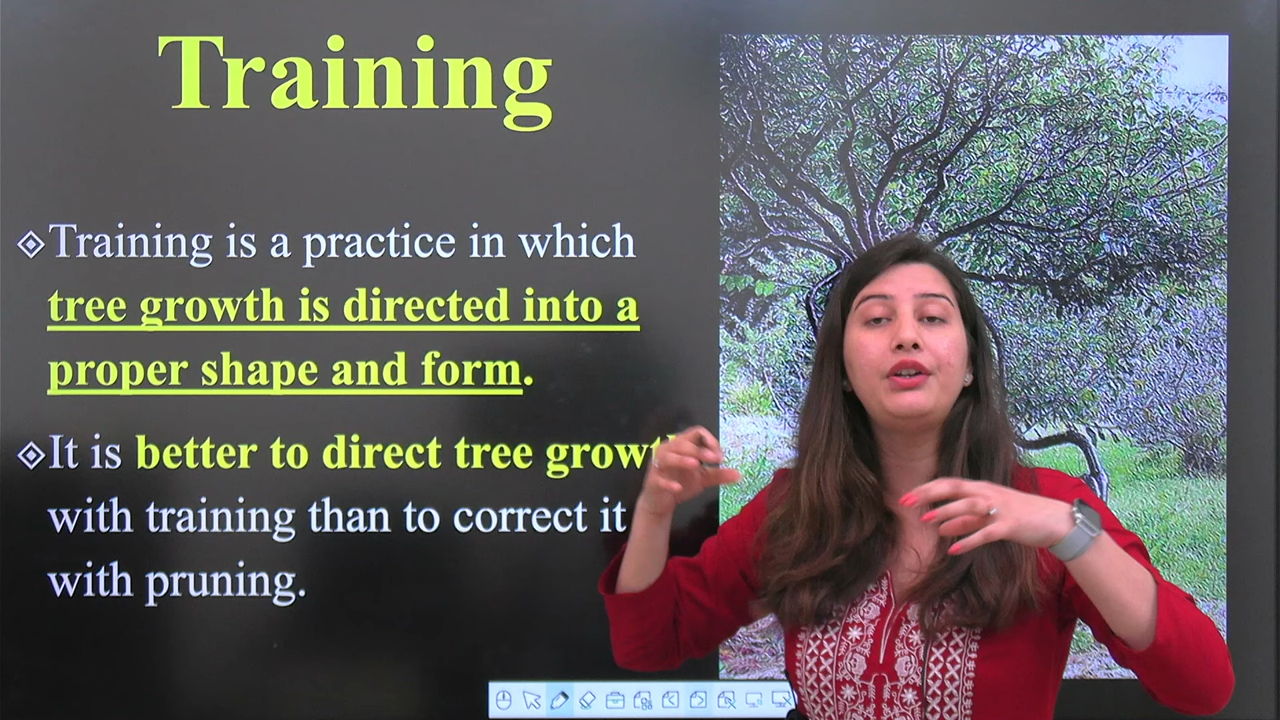 Training
Training is a practice in which
tree growth is directed into a
proper shape and form.
It is better to direct tree growth
with training than to correct it
with pruning.